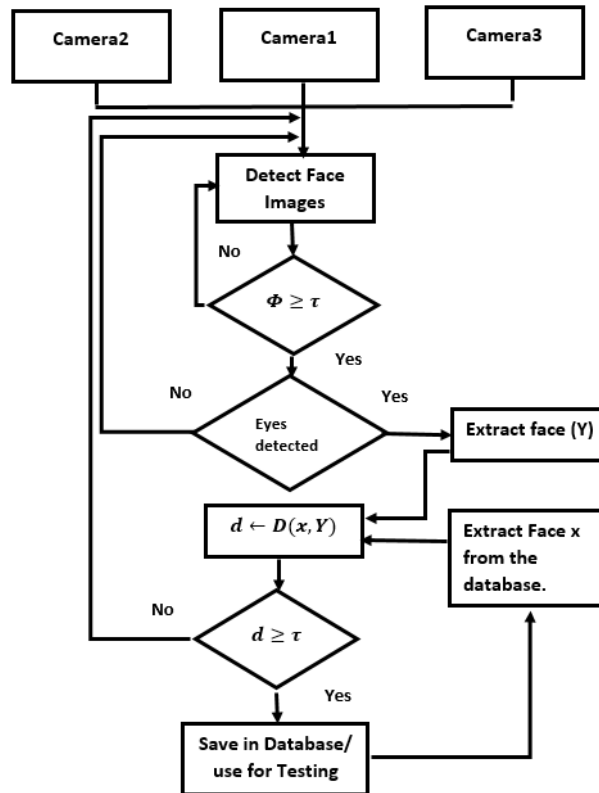 Camera2
Camera1
Camera3
Detect Face
Images
No
Φ ≥ τ
Yes
No
Yes
Eyes
detected
Extract face (Y)
d ← D(x, Y)
Extract Face x
from the
database.
No
d ≥ τ
Yes
Save in Database/
use for Testing